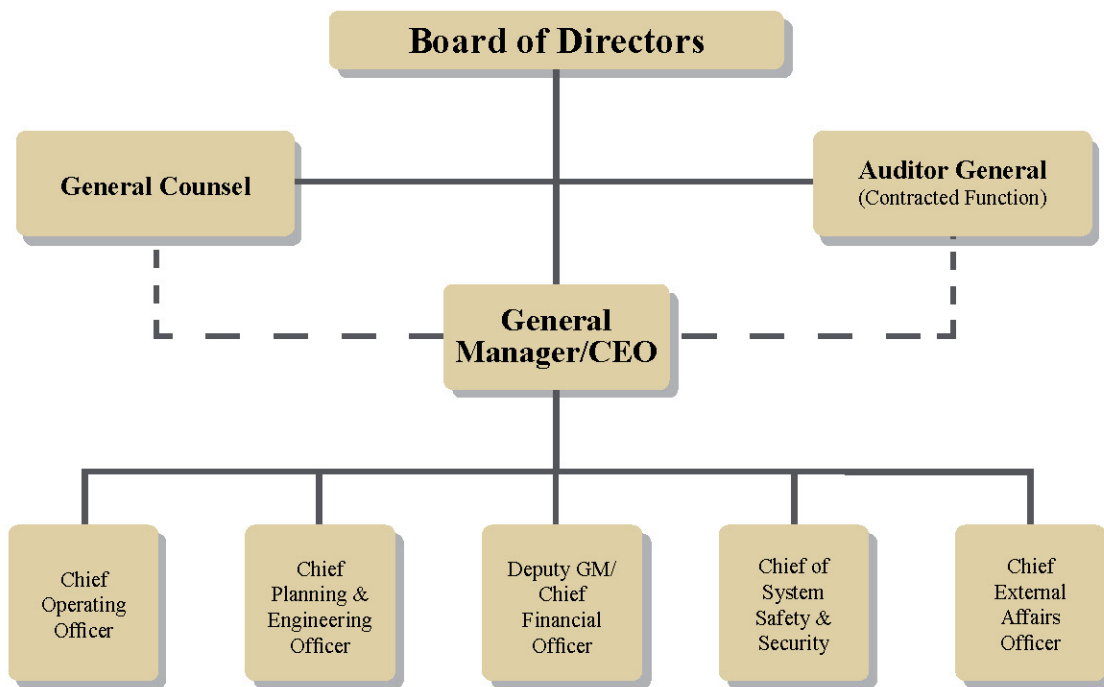 Board of Directors
General Counsel
Auditor General
(Contracted Function)
General
Manager/CEO
Chief
Operating
Officer
Chief
Planning &
Engineering
Officer
Deputy GM/
Chief
Financial
Officer
Chief of
System
Safety &
Security
Chief
External
Affairs
Officer